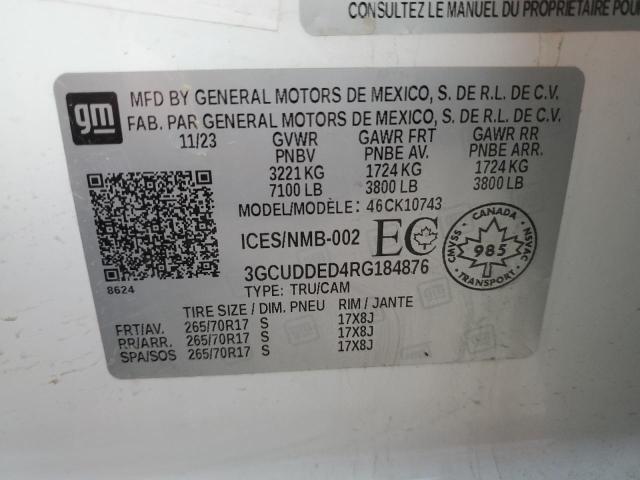 CONSULTEZ LE MANUEL DU PROPRIÉTAIRE POU
gm
MFD BY GENERAL MOTORS DE MEXICO, S. DE R.L. DE C.V.
FAB. PAR GENERAL MOTORS DE MEXICO, S. DE R.L. DE C.V.
11/23 GVWR GAWR FRT GAWR RR
PNBV PNBE AV. PNBE ARR.
3221 KG 1724 KG 1724 KG
7100 LB 3800 LB 3800 LB
MODEL/MODÈLE: 46CK10743
ICES/NMB-002 EC
CANADA
CMVSS 985 NSVAC
3GCUDDED4RG184876
8624
TYPE: TRU/CAM
TIRE SIZE / DIM. PNEU RIM / JANTE
FRT/AV. 265/70R17 S 17X8J
RR/ARR. 265/70R17 S 17X8J
SPA/SOS 265/70R17 S 17X8J